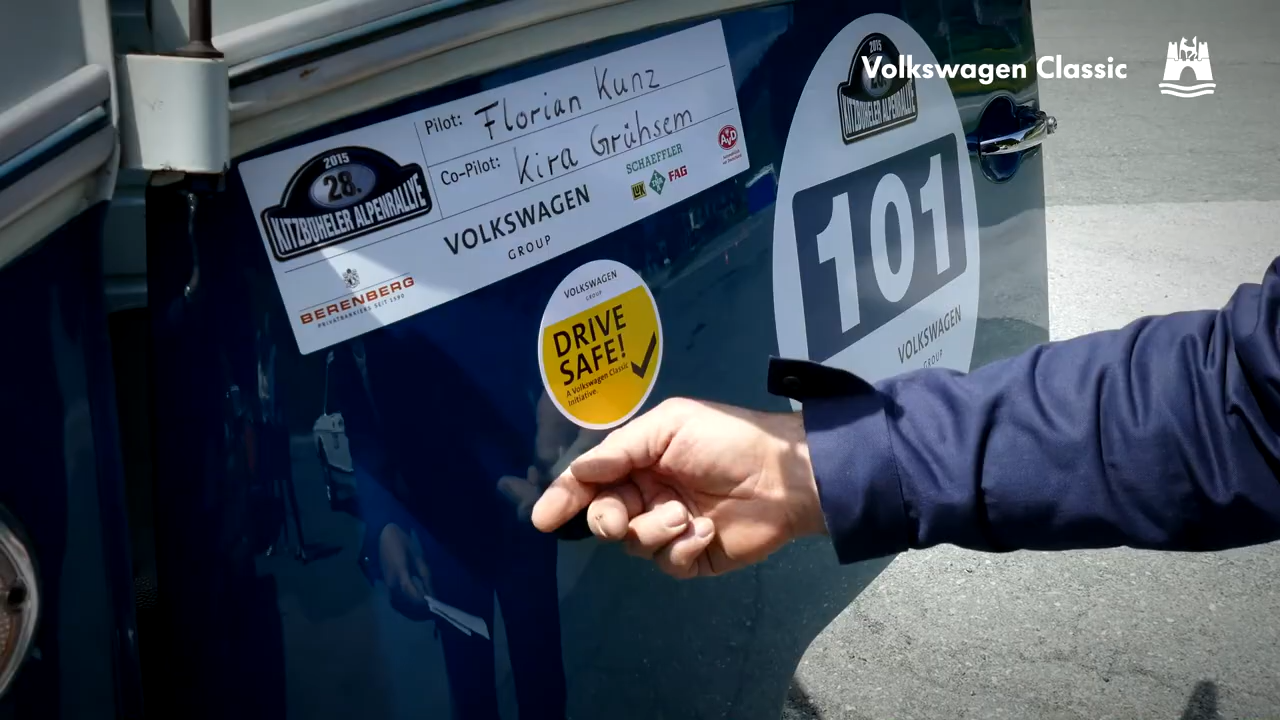 Volkswagen Classic
2015
28.
KITZBÜHELER ALPENRALLYE
Pilot: Florian Kunz
Co-Pilot: Kira Grühsem
VOLKSWAGEN
GROUP
SCHAEFFLER
LUK
FAG
AvD
BERENBERG
PRIVATBANKIERS SEIT 1590
VOLKSWAGEN
GROUP
DRIVE
SAFE!
A Volkswagen Classic
Initiative.
2015
KITZBÜHELER ALPENRALLYE
101
VOLKSWAGEN
GROUP